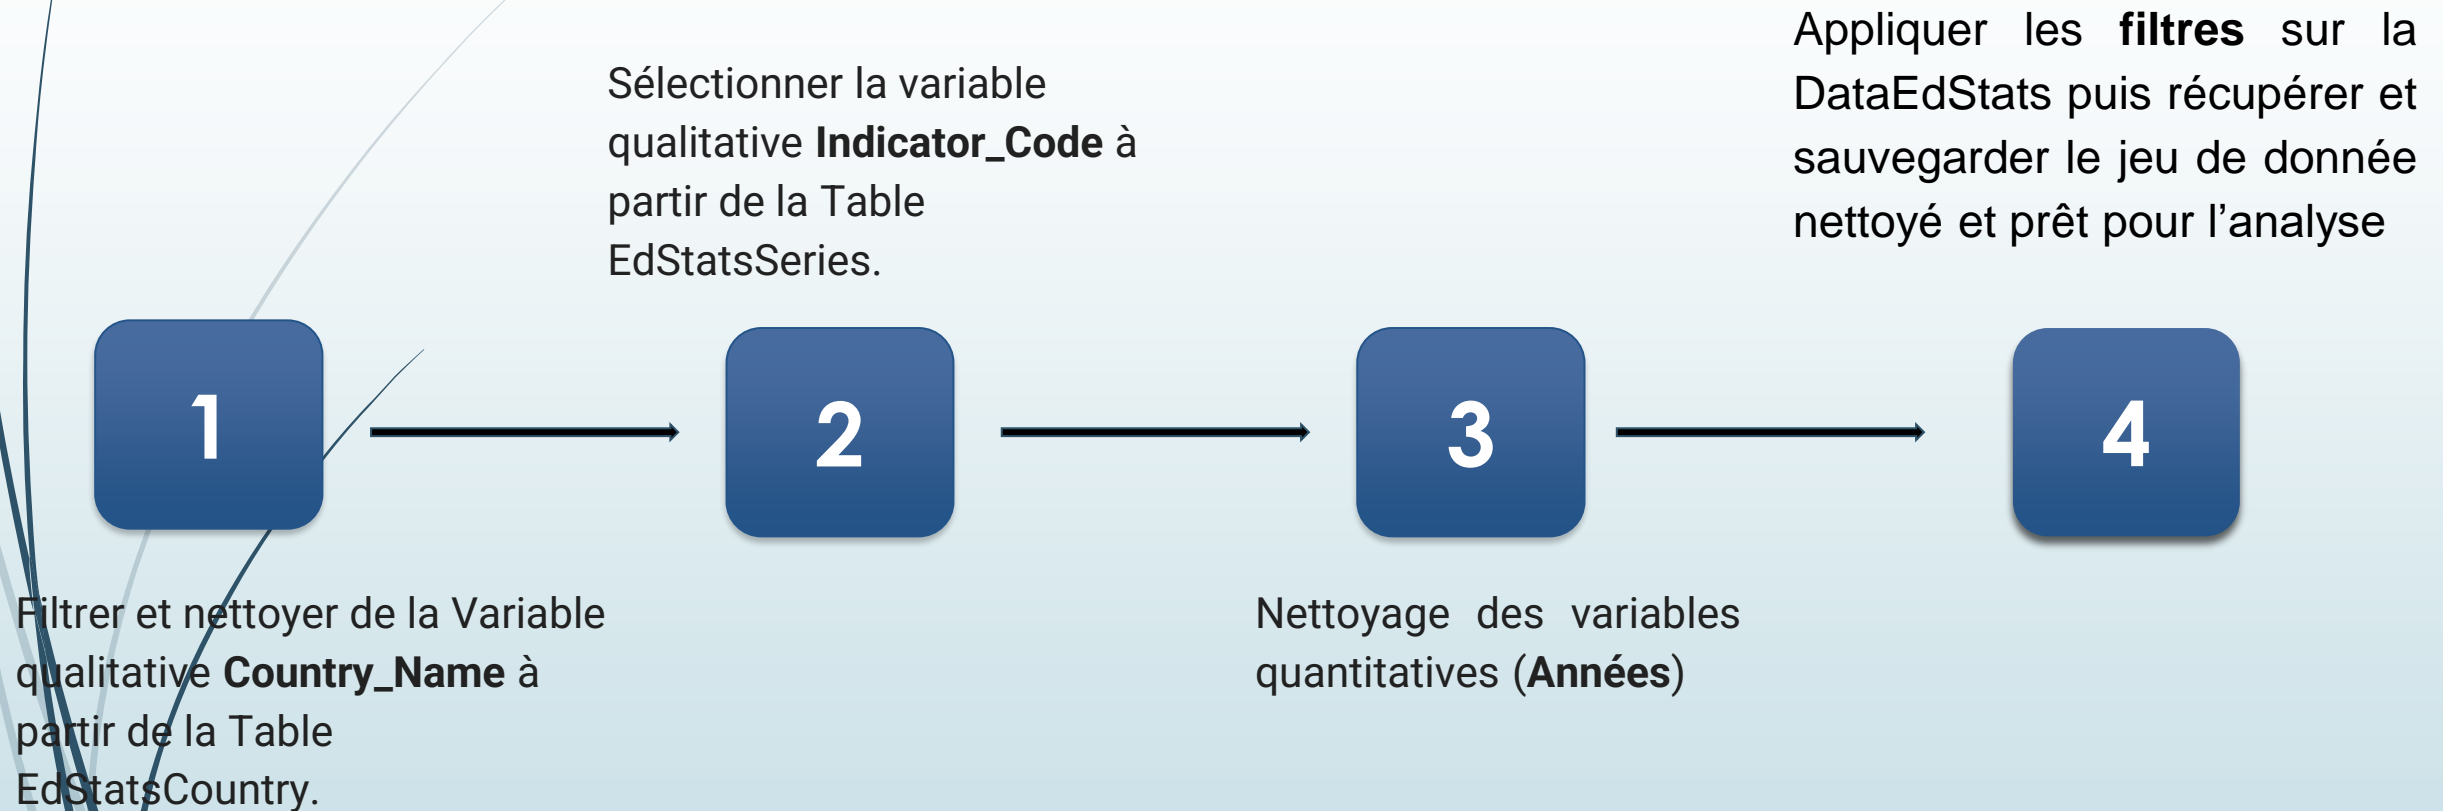 1
Filtrer et nettoyer de la Variable
qualitative Country_Name à
partir de la Table
EdStatsCountry.
Sélectionner la variable
qualitative Indicator_Code à
partir de la Table
EdStatsSeries.
2
3
Nettoyage des variables
quantitatives (Années)
Appliquer les filtres sur la
DataEdStats puis récupérer et
sauvegarder le jeu de donnée
nettoyé et prêt pour l’analyse
4